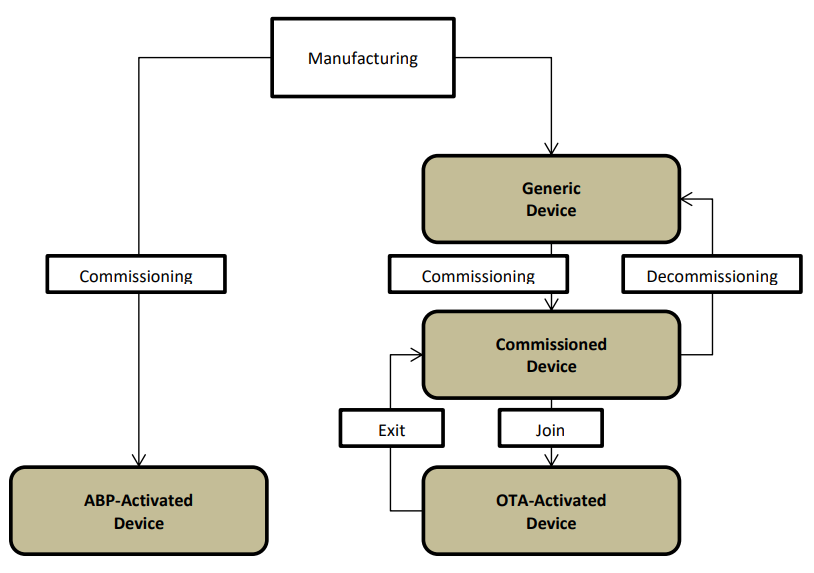 Manufacturing
Generic
Device
Commissioning
Commissioning
Decommissioning
Commissioned
Device
Exit
Join
ABP-Activated
Device
OTA-Activated
Device